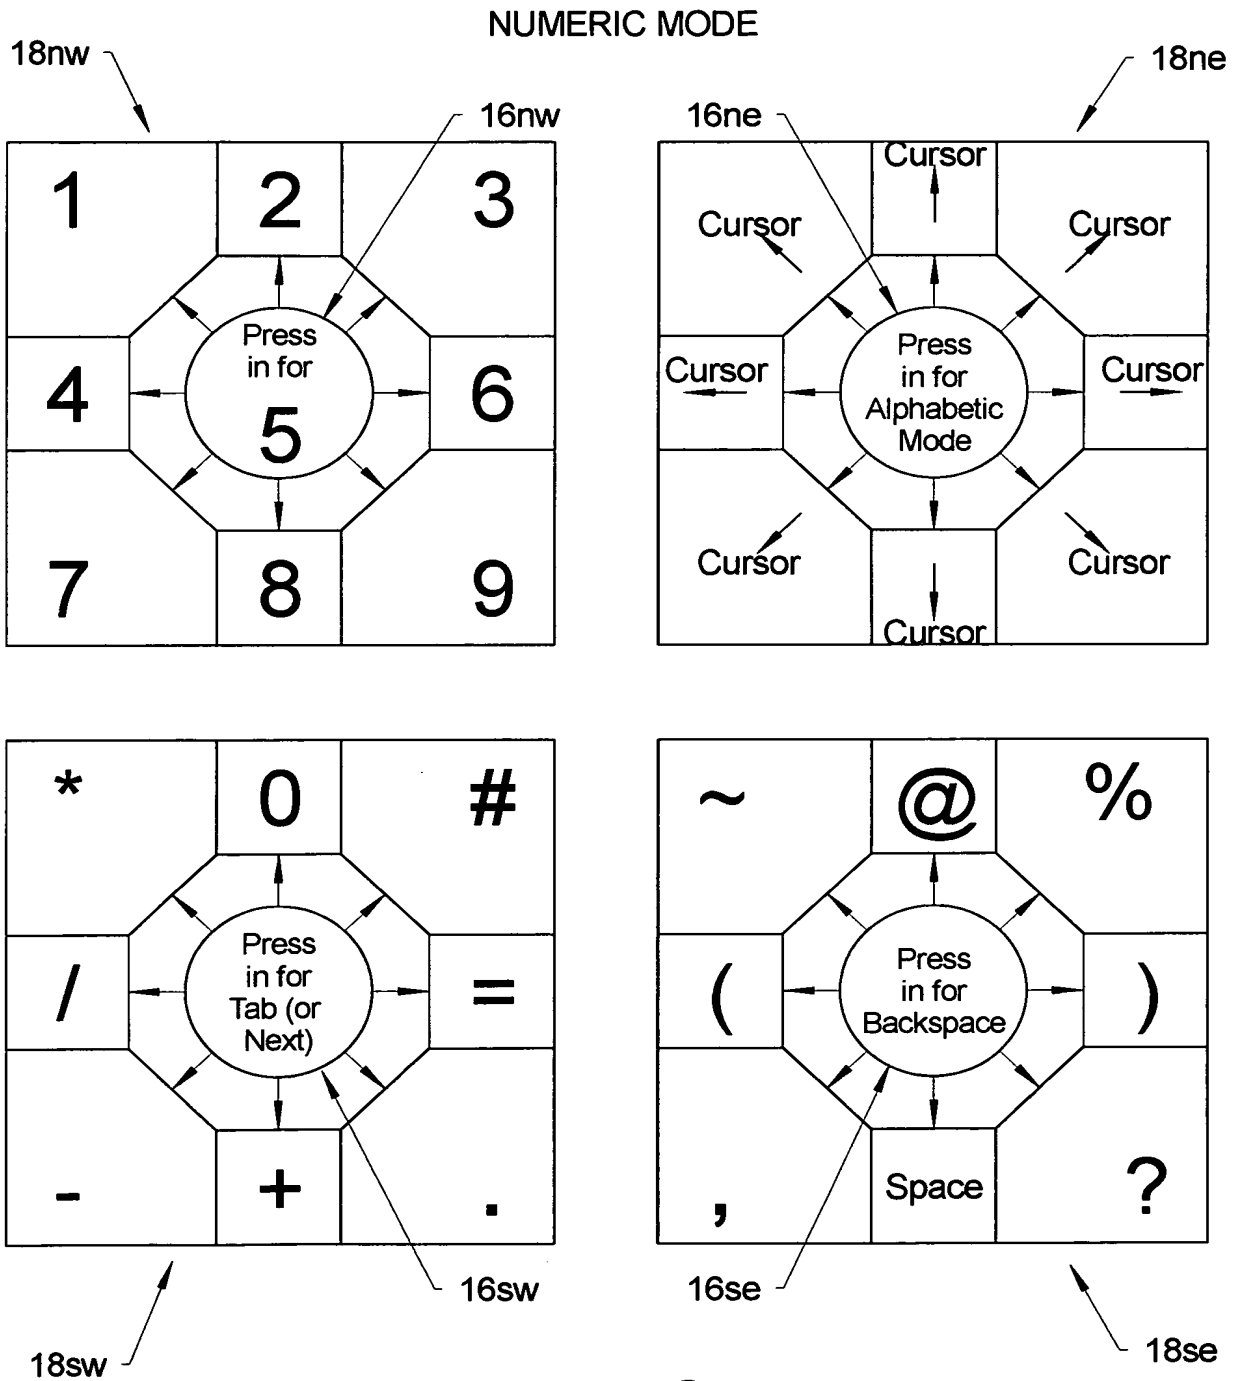 NUMERIC MODE
18nw
18ne
16nw
16ne
1 2 3
Press
in for
4 5 6
7 8 9
Cursor
Cursor Cursor
Cursor Cursor
Press
in for
Alphabetic
Mode
Cursor Cursor
Cursor
* 0 #
Press
in for
Tab (or
Next)
/ =
- + .
~ @ %
Press
in for
Backspace
( )
, Space ?
16sw
16se
18sw
18se